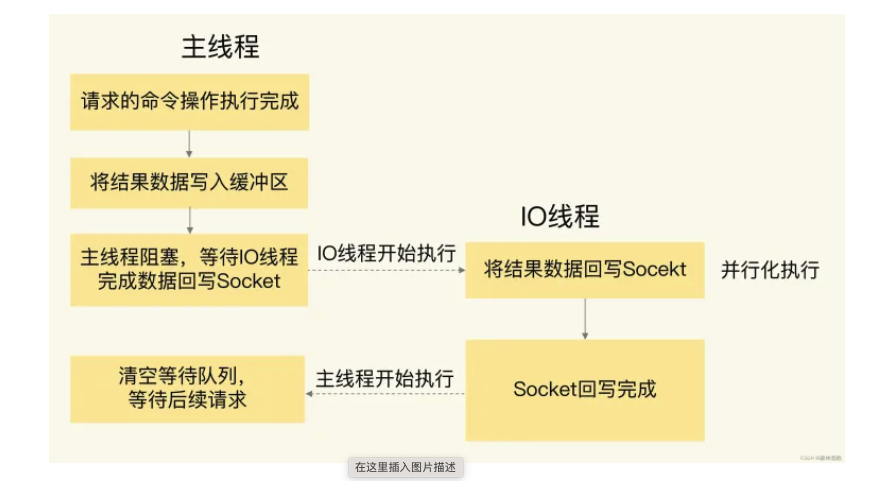 主线程
请求的命令操作执行完成
将结果数据写入缓冲区
主线程阻塞，等待IO线程
完成数据回写Socket
IO线程开始执行
IO线程
将结果数据回写Socekt
并行化执行
Socket回写完成
主线程开始执行
清空等待队列，
等待后续请求
在这里插入图片描述